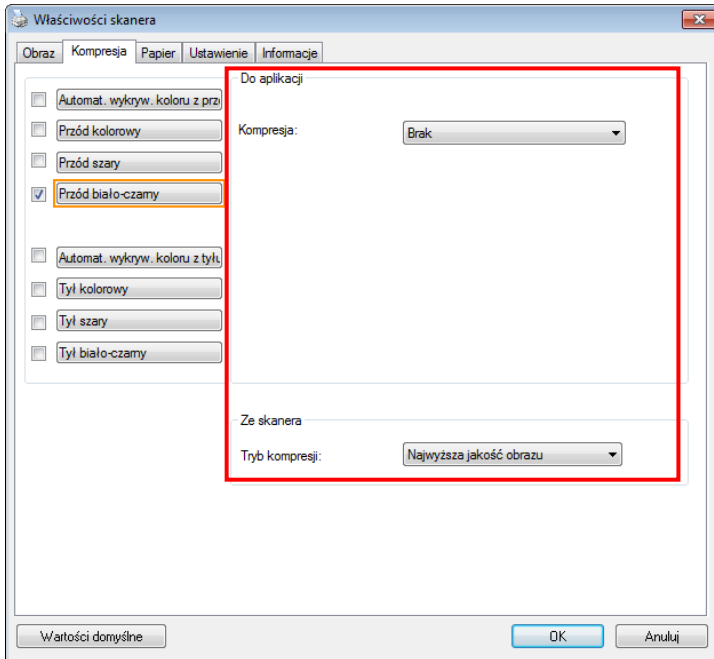 Właściwości skanera
Obraz Kompresja Papier Ustawienie Informacje
Do aplikacji
Automat. wykryw. koloru z prz
Przód kolorowy
Kompresja: Brak
Przód szary
Przód biało-czarny
Automat. wykryw. koloru z tyłu
Tył kolorowy
Tył szary
Tył biało-czarny
Ze skanera
Tryb kompresji: Najwyższa jakość obrazu
Wartości domyślne OK Anuluj